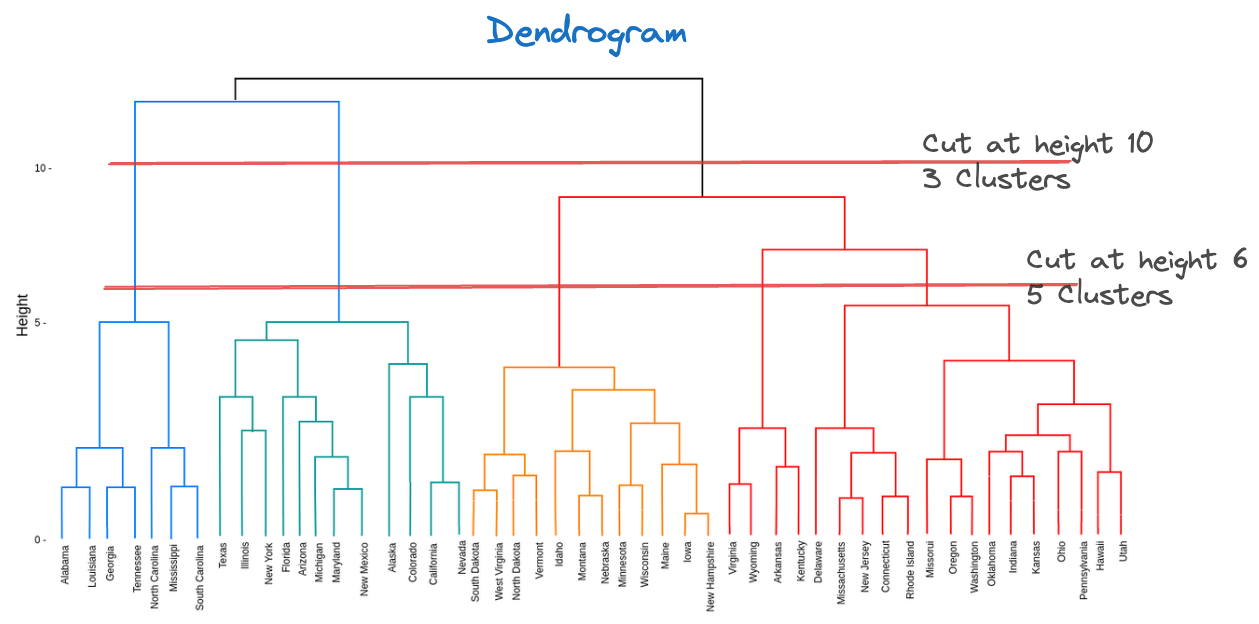 Dendrogram
Cut at height 10
3 Clusters
Cut at height 6
5 Clusters
Height
10 -
5 -
0 -
Alabama
Louisiana
Georgia
Tennessee
North Carolina
Mississippi
South Carolina
Texas
Illinois
New York
Florida
Arizona
Michigan
Maryland
New Mexico
Alaska
Colorado
California
Nevada
South Dakota
West Virginia
North Dakota
Vermont
Idaho
Montana
Nebraska
Minnesota
Wisconsin
Maine
Iowa
New Hampshire
Virginia
Wyoming
Arkansas
Kentucky
Delaware
Missachusetts
New Jersey
Connecticut
Rhode Island
Missorui
Oregon
Washington
Oklahoma
Indiana
Kansas
Ohio
Pennsylvania
Hawaii
Utah